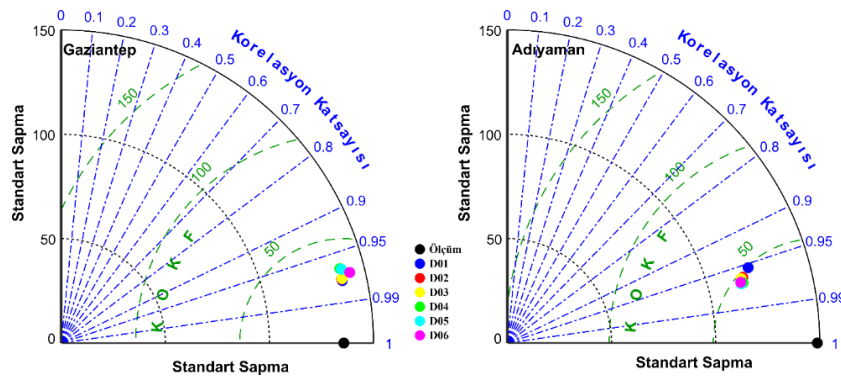 Gaziantep
150
100
50
0
Standart Sapma
Standart Sapma
0
0.1
0.2
0.3
0.4
0.5
0.6
0.7
0.8
0.9
0.95
0.99
1
Korelasyon Katsayısı
150
100
50
K O K F
Ölçüm
D01
D02
D03
D04
D05
D06
Adıyaman
150
100
50
0
Standart Sapma
Standart Sapma
0
0.1
0.2
0.3
0.4
0.5
0.6
0.7
0.8
0.9
0.95
0.99
1
Korelasyon Katsayısı
150
100
50
K O K F